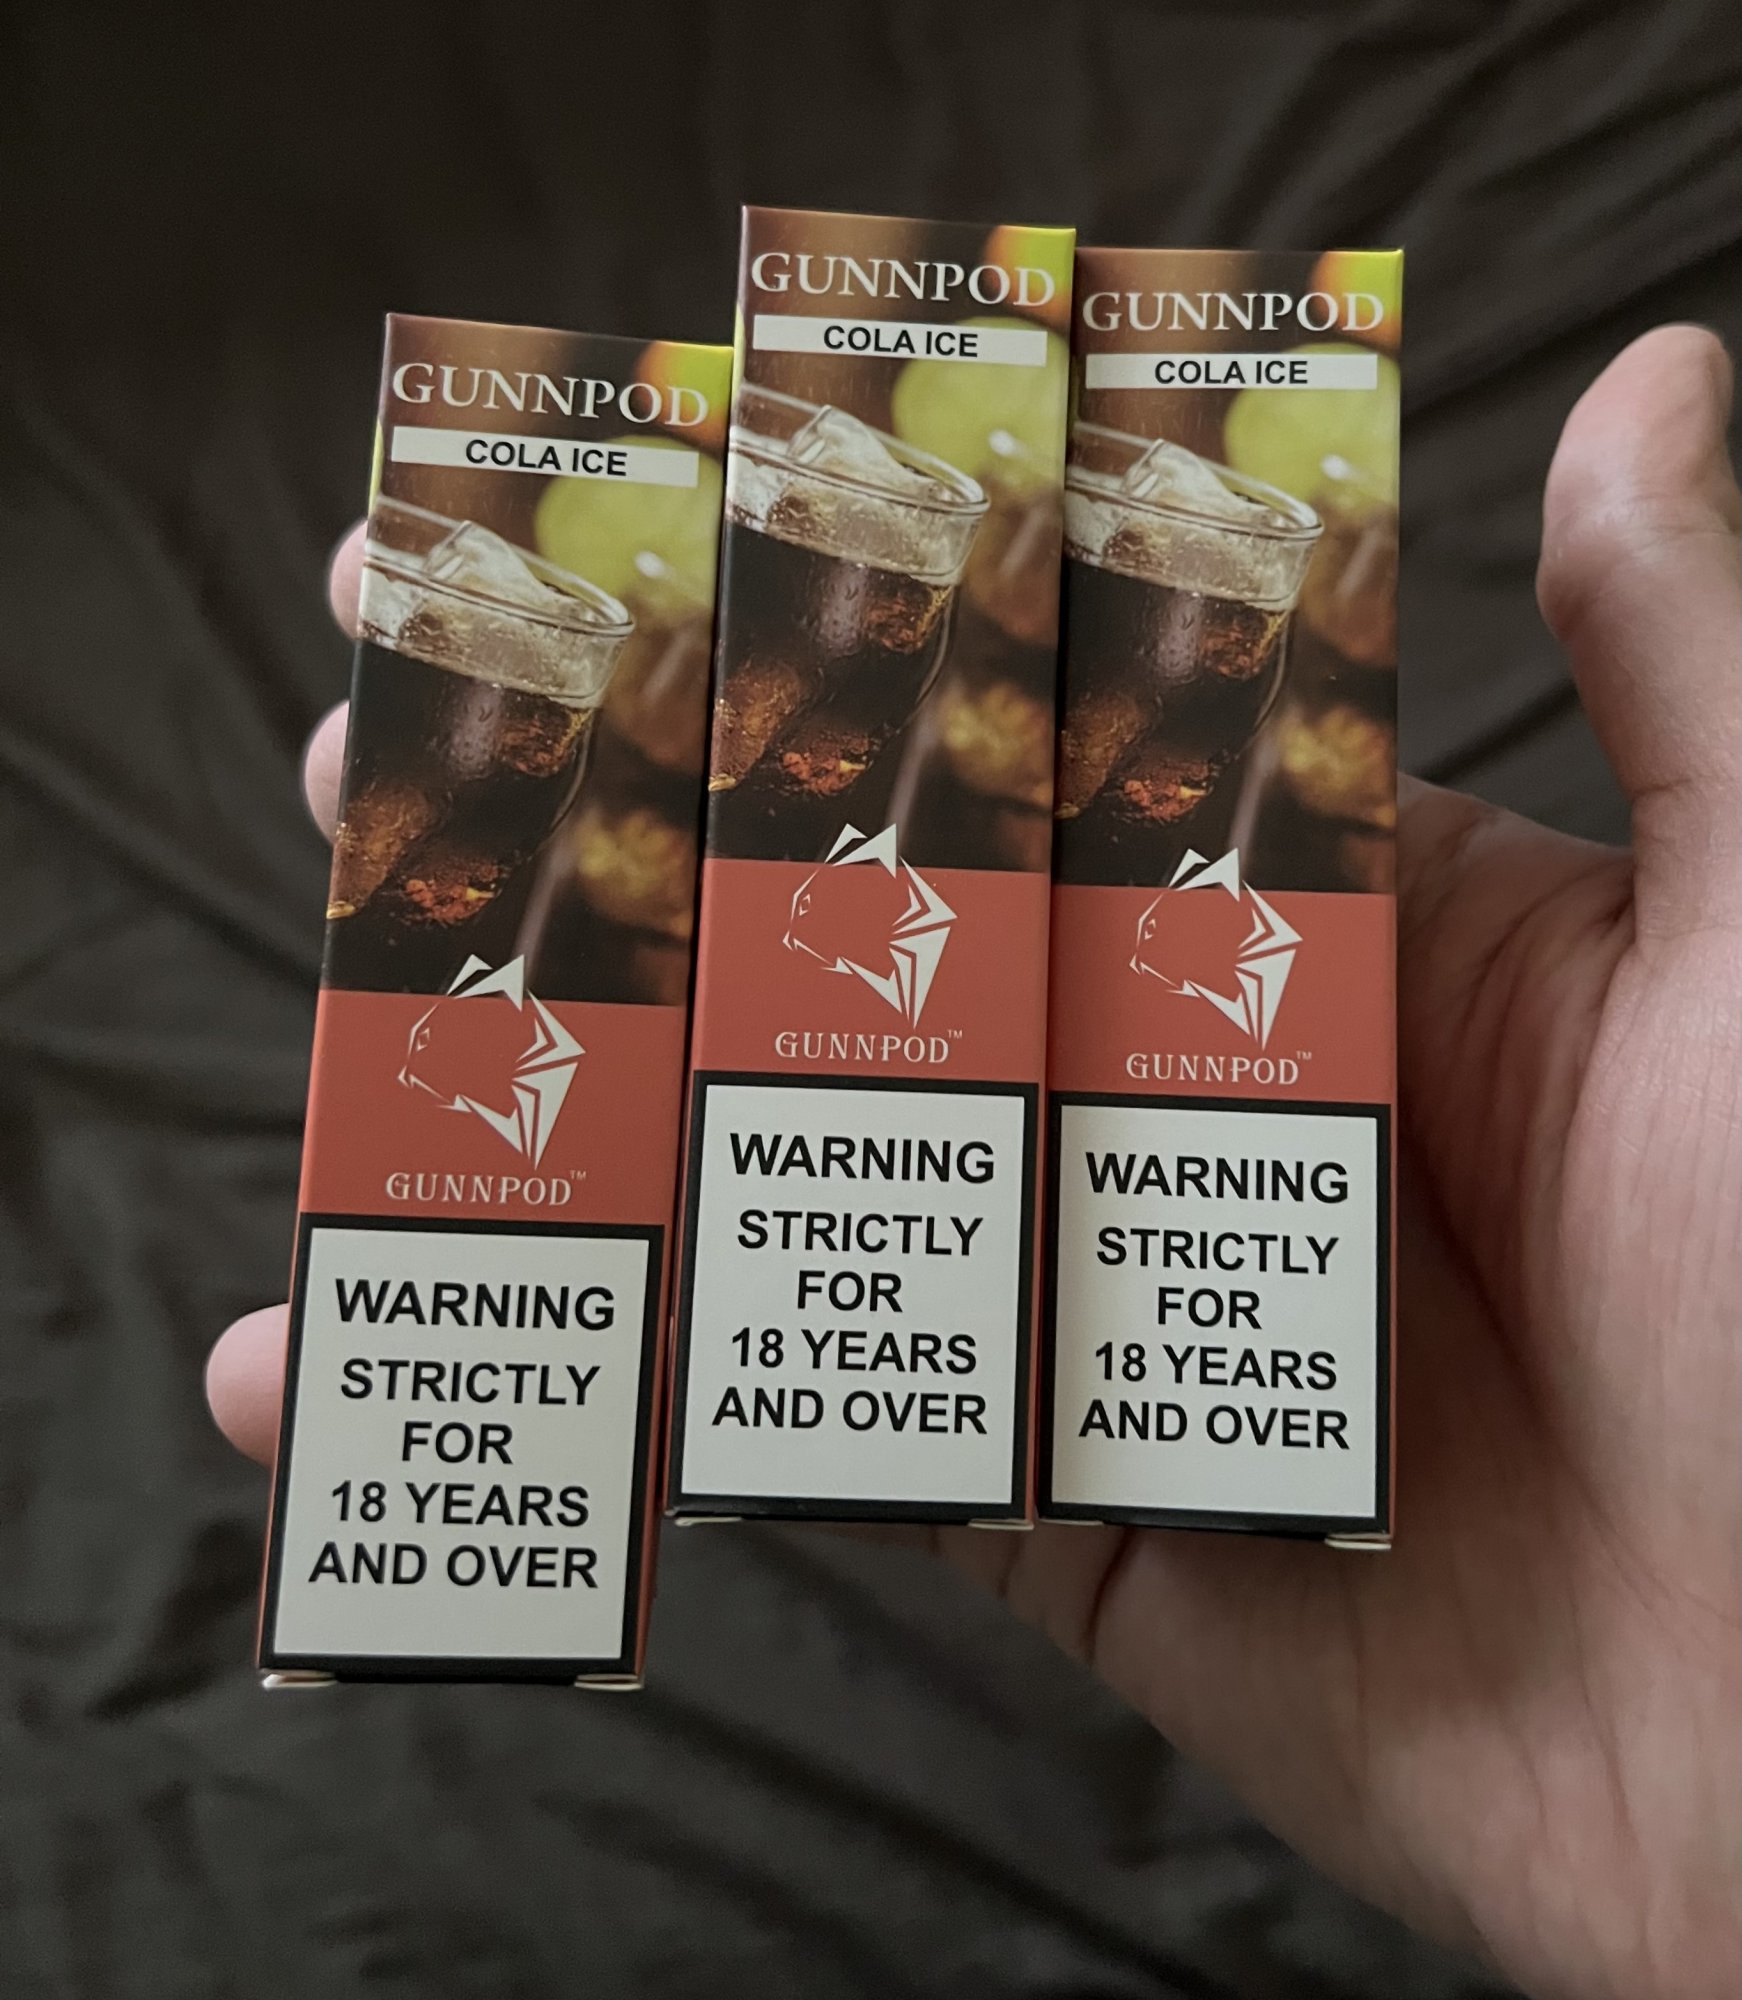 GUNNPOD
COLA ICE
GUNNPOD™
WARNING
STRICTLY
FOR
18 YEARS
AND OVER
GUNNPOD
COLA ICE
GUNNPOD™
WARNING
STRICTLY
FOR
18 YEARS
AND OVER
GUNNPOD
COLA ICE
GUNNPOD™
WARNING
STRICTLY
FOR
18 YEARS
AND OVER